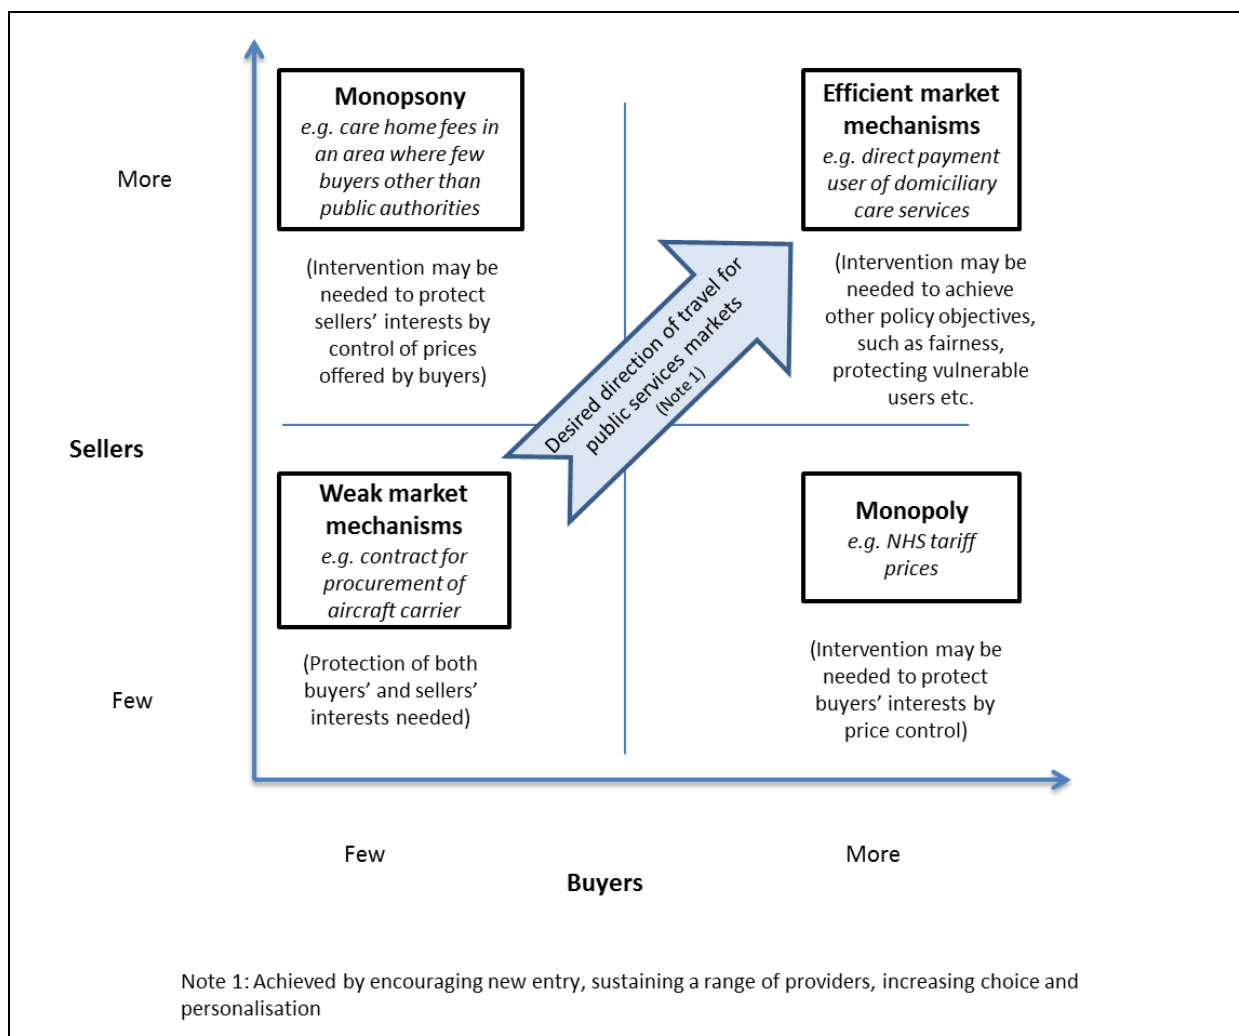 Monopsony
e.g. care home fees in
an area where few
buyers other than
public authorities
Efficient market
mechanisms
e.g. direct payment
user of domiciliary
care services
More
(Intervention may be
needed to protect
sellers’ interests by
control of prices
offered by buyers)
Desired direction of travel for
public services markets
(Note 1)
(Intervention may be
needed to achieve
other policy objectives,
such as fairness,
protecting vulnerable
users etc.
Sellers
Weak market
mechanisms
e.g. contract for
procurement of
aircraft carrier
Monopoly
e.g. NHS tariff
prices
(Protection of both
buyers’ and sellers’
interests needed)
(Intervention may be
needed to protect
buyers’ interests by
price control)
Few
Few
More
Buyers
Note 1: Achieved by encouraging new entry, sustaining a range of providers, increasing choice and
personalisation